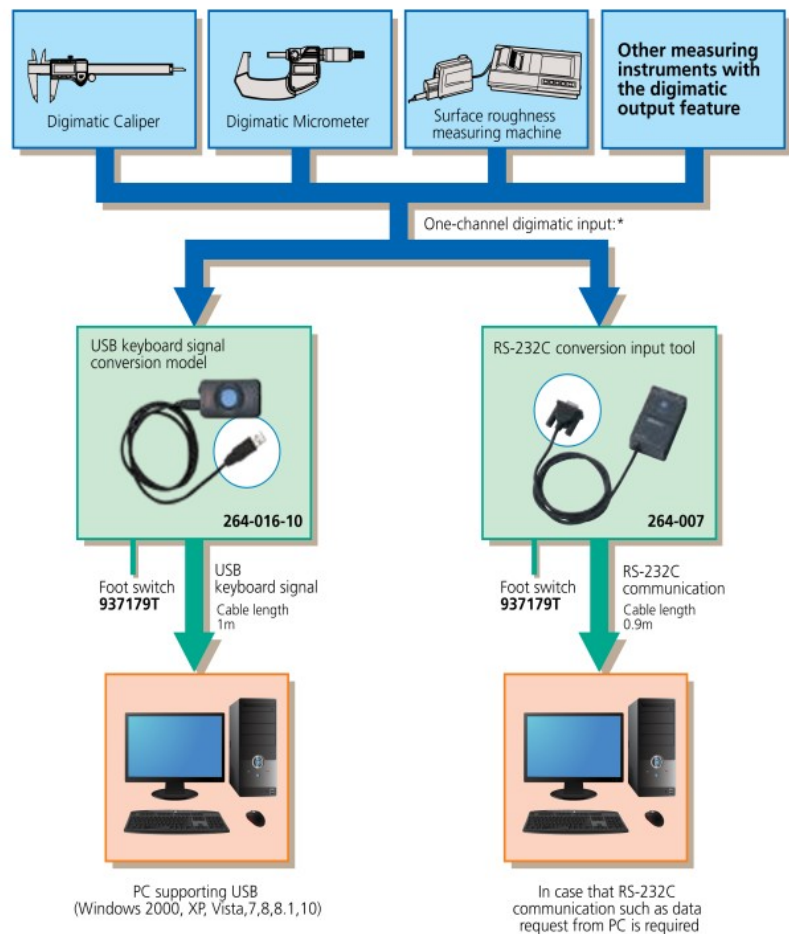 Digimatic Caliper
Digimatic Micrometer
Surface roughness
measuring machine
Other measuring
instruments with
the digimatic
output feature
One-channel digimatic input:*
USB keyboard signal
conversion model
264-016-10
RS-232C conversion input tool
264-007
Foot switch
937179T
USB
keyboard signal
Cable length
1m
Foot switch
937179T
RS-232C
communication
Cable length
0.9m
PC supporting USB
(Windows 2000, XP, Vista,7,8,8.1,10)
In case that RS-232C
communication such as data
request from PC is required